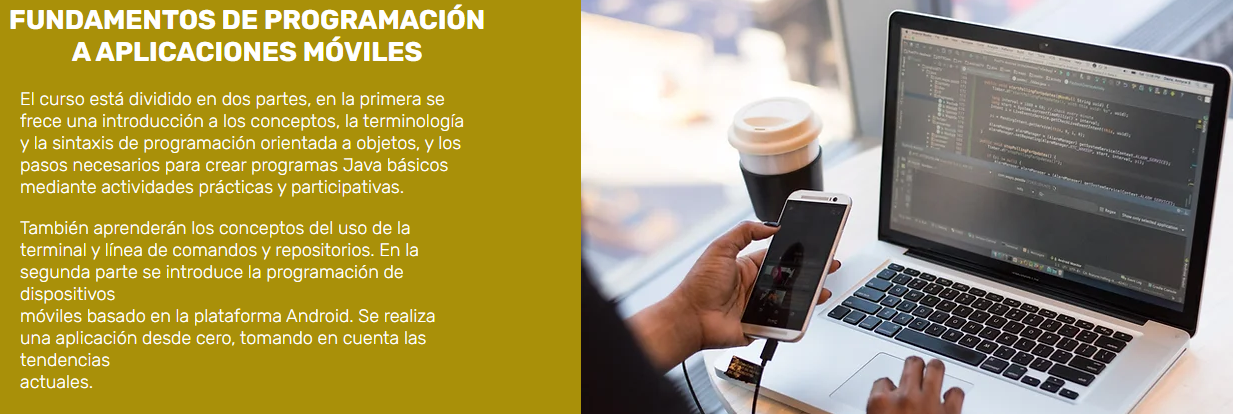 FUNDAMENTOS DE PROGRAMACIÓN
A APLICACIONES MÓVILES
El curso está dividido en dos partes, en la primera se
frece una introducción a los conceptos, la terminología
y la sintaxis de programación orientada a objetos, y los
pasos necesarios para crear programas Java básicos
mediante actividades prácticas y participativas.
También aprenderán los conceptos del uso de la
terminal y línea de comandos y repositorios. En la
segunda parte se introduce la programación de
dispositivos
móviles basado en la plataforma Android. Se realiza
una aplicación desde cero, tomando en cuenta las
tendencias
actuales.